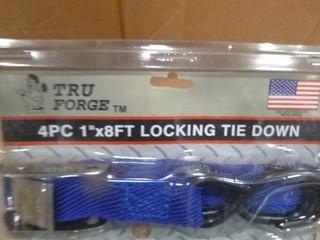 TRU
FORGE TM
4PC 1"x8FT LOCKING TIE DOWN